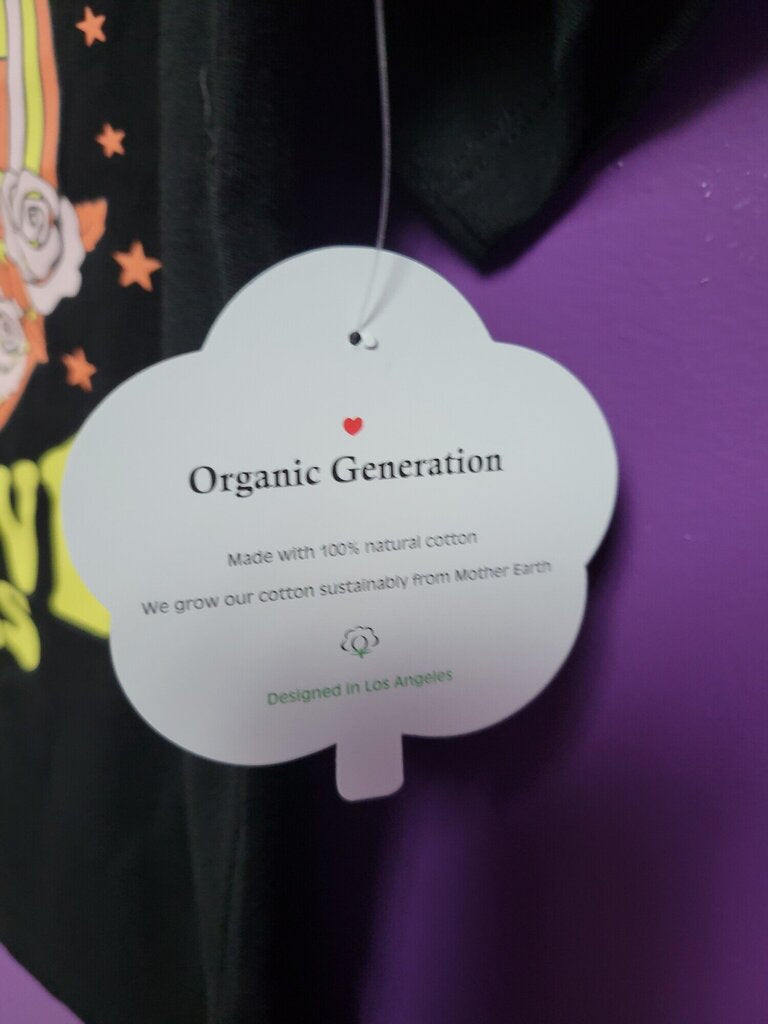 Organic Generation
Made with 100% natural cotton
We grow our cotton sustainably from Mother Earth
Designed in Los Angeles